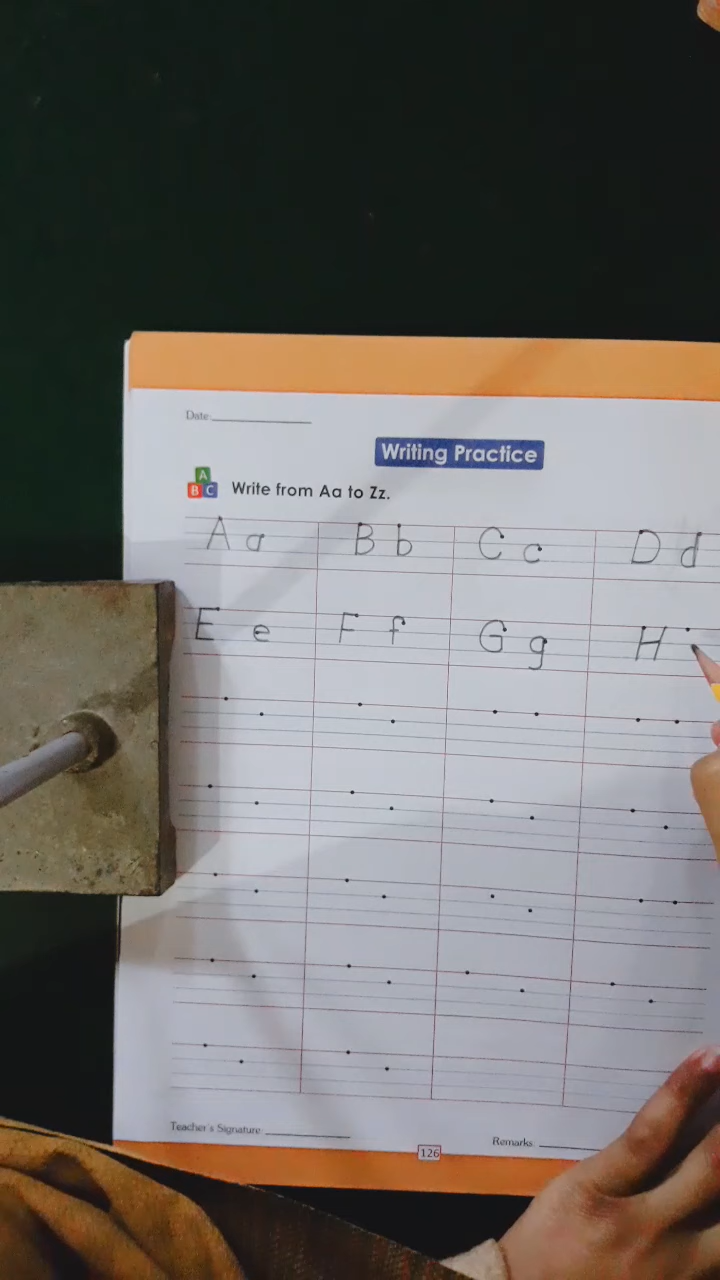 Date:
Writing Practice
A
B C
Write from Aa to Zz.
A a B b C c D d
E e F f G g H
Teacher's Signature
126
Remarks